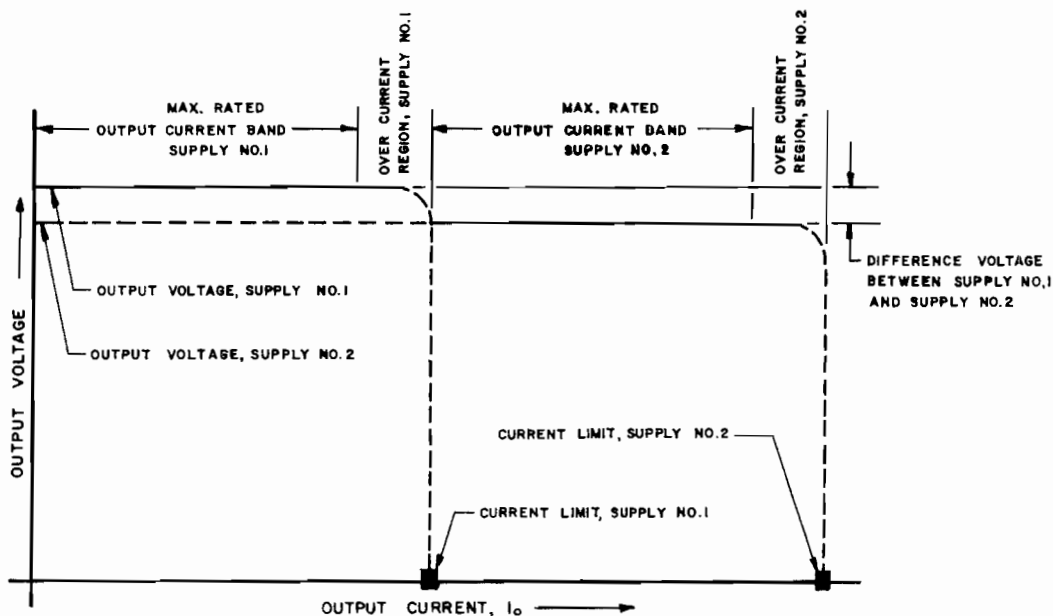 MAX. RATED
OUTPUT CURRENT BAND
SUPPLY NO.1
OVER CURRENT
REGION, SUPPLY NO.1
MAX. RATED
OUTPUT CURRENT BAND
SUPPLY NO, 2
OVER CURRENT
REGION, SUPPLY NO.2
DIFFERENCE VOLTAGE
BETWEEN SUPPLY NO,1
AND SUPPLY NO.2
OUTPUT VOLTAGE, SUPPLY NO.1
OUTPUT VOLTAGE, SUPPLY NO.2
OUTPUT VOLTAGE
CURRENT LIMIT, SUPPLY NO.2
CURRENT LIMIT, SUPPLY NO.1
OUTPUT CURRENT, Io